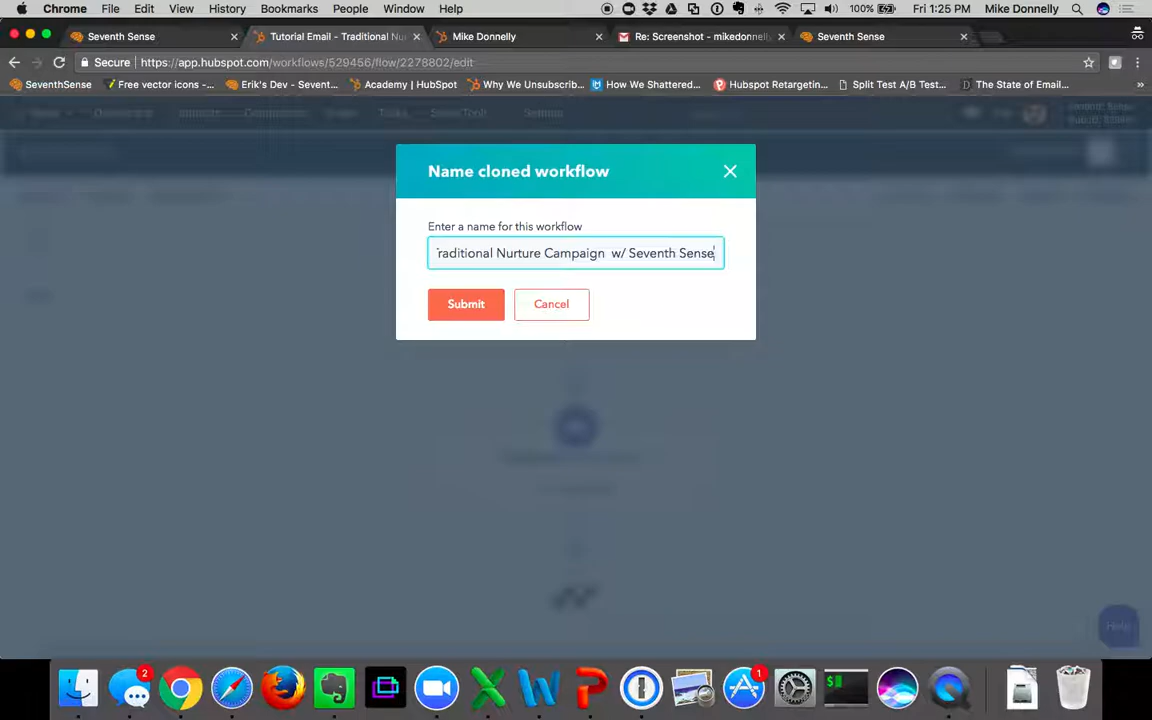 Chrome File Edit View History Bookmarks People Window Help 100% Fri 1:25 PM Mike Donnelly
Seventh Sense Tutorial Email - Traditional Nur Mike Donnelly Re: Screenshot - mikedonnelly Seventh Sense
Secure https://app.hubspot.com/workflows/529456/flow/2278802/edit
SeventhSense Free vector icons -... Erik's Dev - Sevent... Academy | HubSpot Why We Unsubscrib... How We Shattered... Hubspot Retargetin... Split Test A/B Test... The State of Email... »
Name cloned workflow
Enter a name for this workflow
Traditional Nurture Campaign w/ Seventh Sense
Submit Cancel
Help
2 1